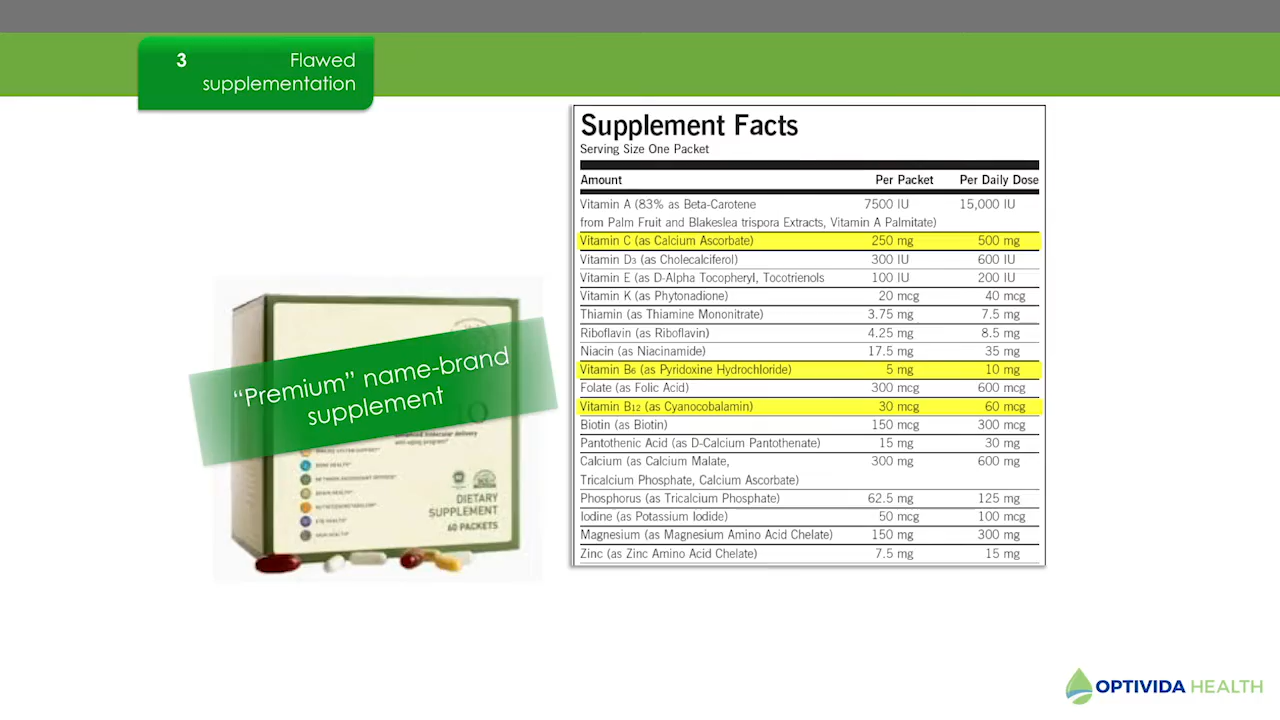 3 Flawed
supplementation
Supplement Facts
Serving Size One Packet
Amount Per Packet Per Daily Dose
Vitamin A (83% as Beta-Carotene 7500 IU 15,000 IU
from Palm Fruit and Blakeslea trispora Extracts, Vitamin A Palmitate)
Vitamin C (as Calcium Ascorbate) 250 mg 500 mg
Vitamin D3 (as Cholecalciferol) 300 IU 600 IU
Vitamin E (as D-Alpha Tocopheryl, Tocotrienols 100 IU 200 IU
Vitamin K (as Phytonadione) 20 mcg 40 mcg
Thiamin (as Thiamine Mononitrate) 3.75 mg 7.5 mg
Riboflavin (as Riboflavin) 4.25 mg 8.5 mg
Niacin (as Niacinamide) 17.5 mg 35 mg
Vitamin B6 (as Pyridoxine Hydrochloride) 5 mg 10 mg
Folate (as Folic Acid) 300 mcg 600 mcg
Vitamin B12 (as Cyanocobalamin) 30 mcg 60 mcg
Biotin (as Biotin) 150 mcg 300 mcg
Pantothenic Acid (as D-Calcium Pantothenate) 15 mg 30 mg
Calcium (as Calcium Malate, 300 mg 600 mg
Tricalcium Phosphate, Calcium Ascorbate)
Phosphorus (as Tricalcium Phosphate) 62.5 mg 125 mg
Iodine (as Potassium Iodide) 50 mcg 100 mcg
Magnesium (as Magnesium Amino Acid Chelate) 150 mg 300 mg
Zinc (as Zinc Amino Acid Chelate) 7.5 mg 15 mg
“Premium” name-brand
supplement
BONE HEALTH*
EYE HEALTH*
DIETARY
SUPPLEMENT
60 PACKETS
OPTIVIDA HEALTH